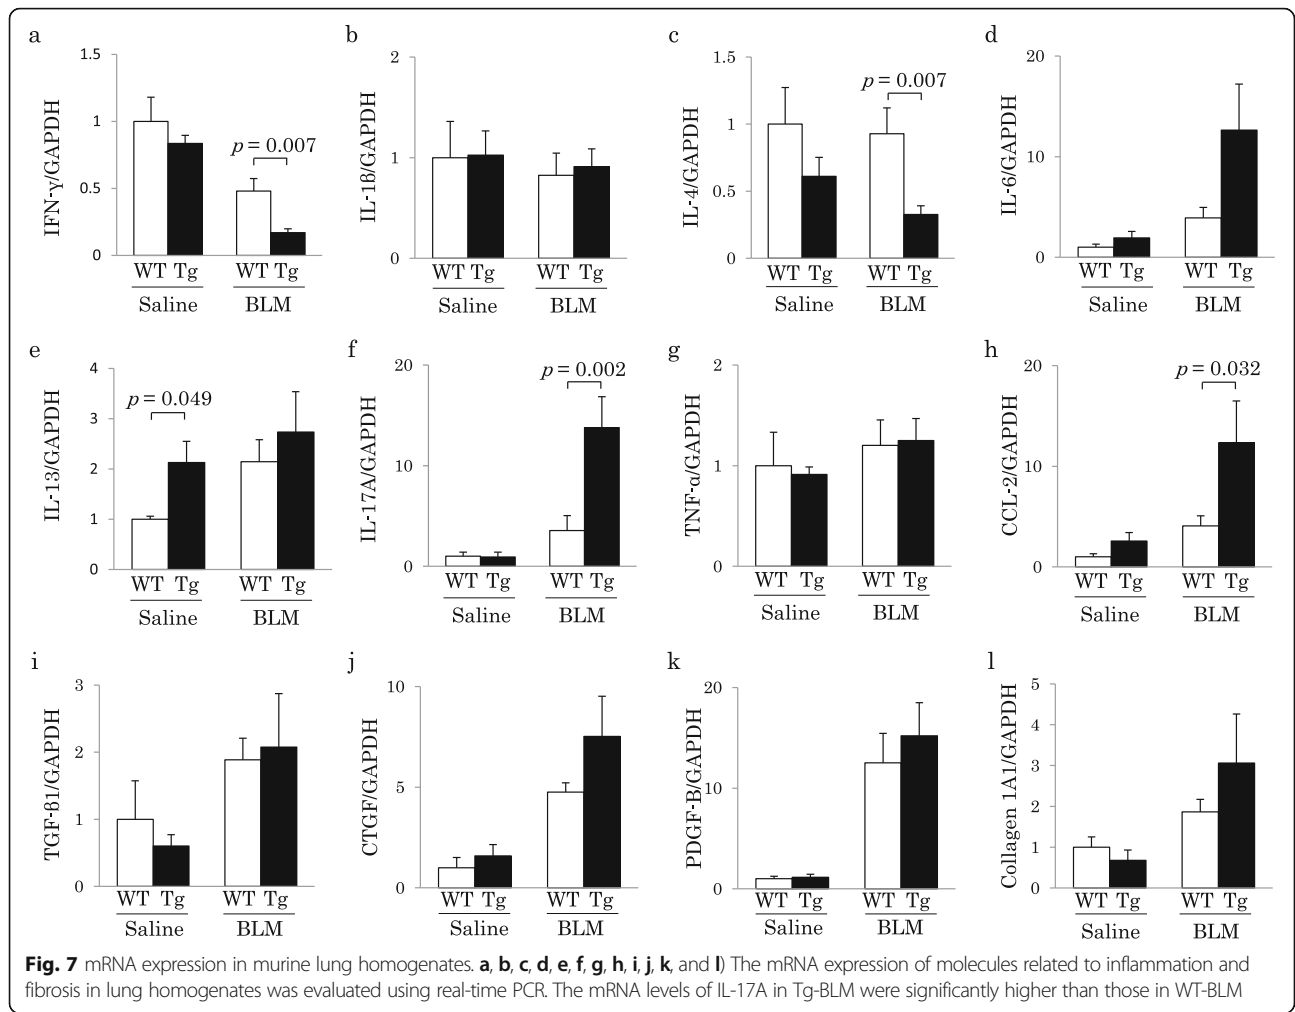 a
1.5
1
0.5
0
IFN-γ/GAPDH
p = 0.007
WT Tg WT Tg
Saline BLM
b
2
1
0
IL-1ß/GAPDH
WT Tg WT Tg
Saline BLM
c
1.5
1
0.5
0
IL-4/GAPDH
p = 0.007
WT Tg WT Tg
Saline BLM
d
20
10
0
IL-6/GAPDH
WT Tg WT Tg
Saline BLM
e
4
3
2
1
0
IL-13/GAPDH
p = 0.049
WT Tg WT Tg
Saline BLM
f
20
10
0
IL-17A/GAPDH
p = 0.002
WT Tg WT Tg
Saline BLM
g
2
1
0
TNF-α/GAPDH
WT Tg WT Tg
Saline BLM
h
20
10
0
CCL-2/GAPDH
p = 0.032
WT Tg WT Tg
Saline BLM
i
3
2
1
0
TGF-ß1/GAPDH
WT Tg WT Tg
Saline BLM
j
10
5
0
CTGF/GAPDH
WT Tg WT Tg
Saline BLM
k
20
10
0
PDGF-B/GAPDH
WT Tg WT Tg
Saline BLM
l
5
4
3
2
1
0
Collagen 1A1/GAPDH
WT Tg WT Tg
Saline BLM
Fig. 7 mRNA expression in murine lung homogenates. a, b, c, d, e, f, g, h, i, j, k, and l) The mRNA expression of molecules related to inflammation and
fibrosis in lung homogenates was evaluated using real-time PCR. The mRNA levels of IL-17A in Tg-BLM were significantly higher than those in WT-BLM